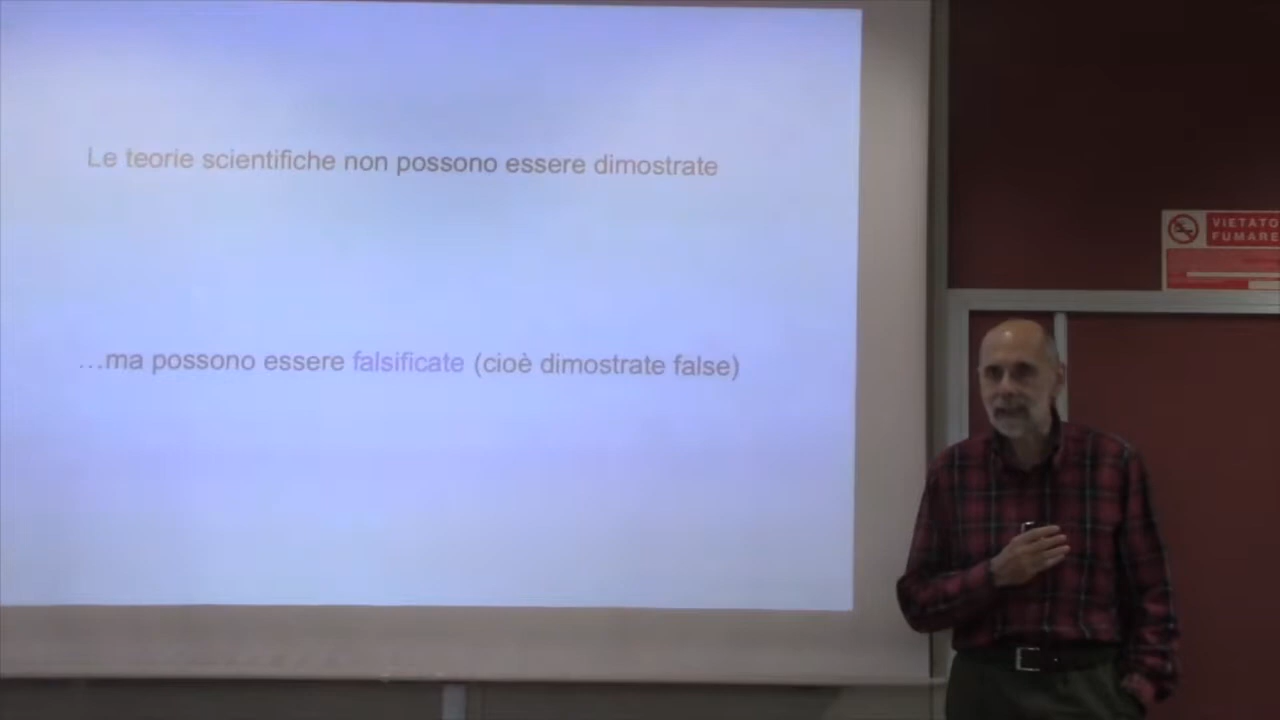 Le teorie scientifiche non possono essere dimostrate
…ma possono essere falsificate (cioè dimostrate false)
VIETATO
FUMARE